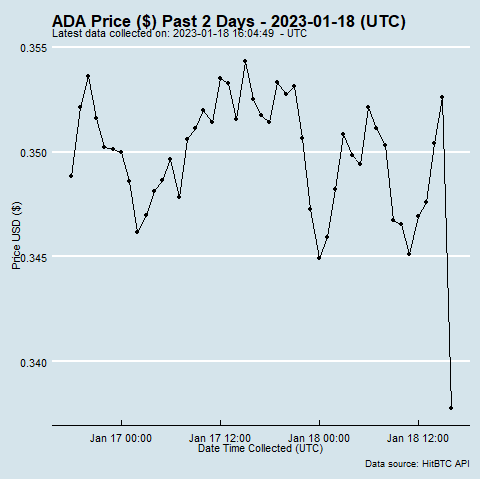 ADA Price ($) Past 2 Days - 2023-01-18 (UTC)
Latest data collected on: 2023-01-18 16:04:49 - UTC
0.355
0.350
Price USD ($)
0.345
0.340
Jan 17 00:00 Jan 17 12:00 Jan 18 00:00 Jan 18 12:00
Date Time Collected (UTC)
Data source: HitBTC API